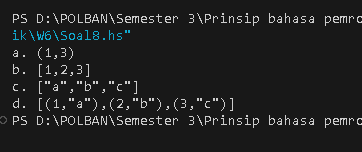 PS D:\POLBAN\Semester 3\Prinsip bahasa pemro
ik\W6\Soal8.hs"
a. (1,3)
b. [1,2,3]
c. ["a","b","c"]
d. [(1,"a"),(2,"b"),(3,"c")]
PS D:\POLBAN\Semester 3\Prinsip bahasa pemro